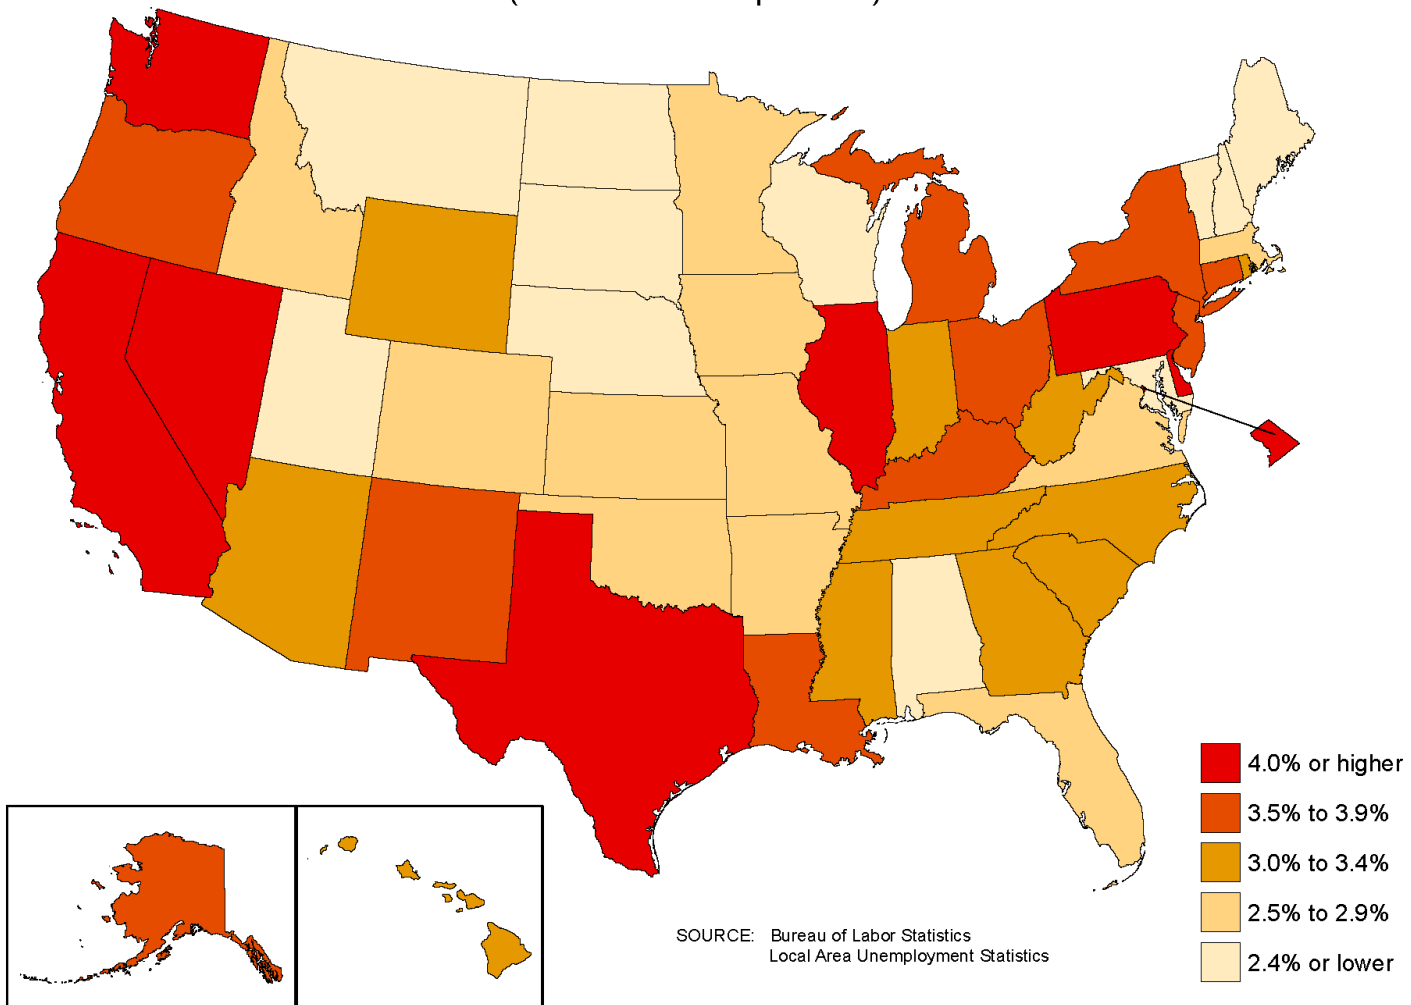 4.0% or higher
3.5% to 3.9%
3.0% to 3.4%
2.5% to 2.9%
2.4% or lower
SOURCE: Bureau of Labor Statistics
Local Area Unemployment Statistics